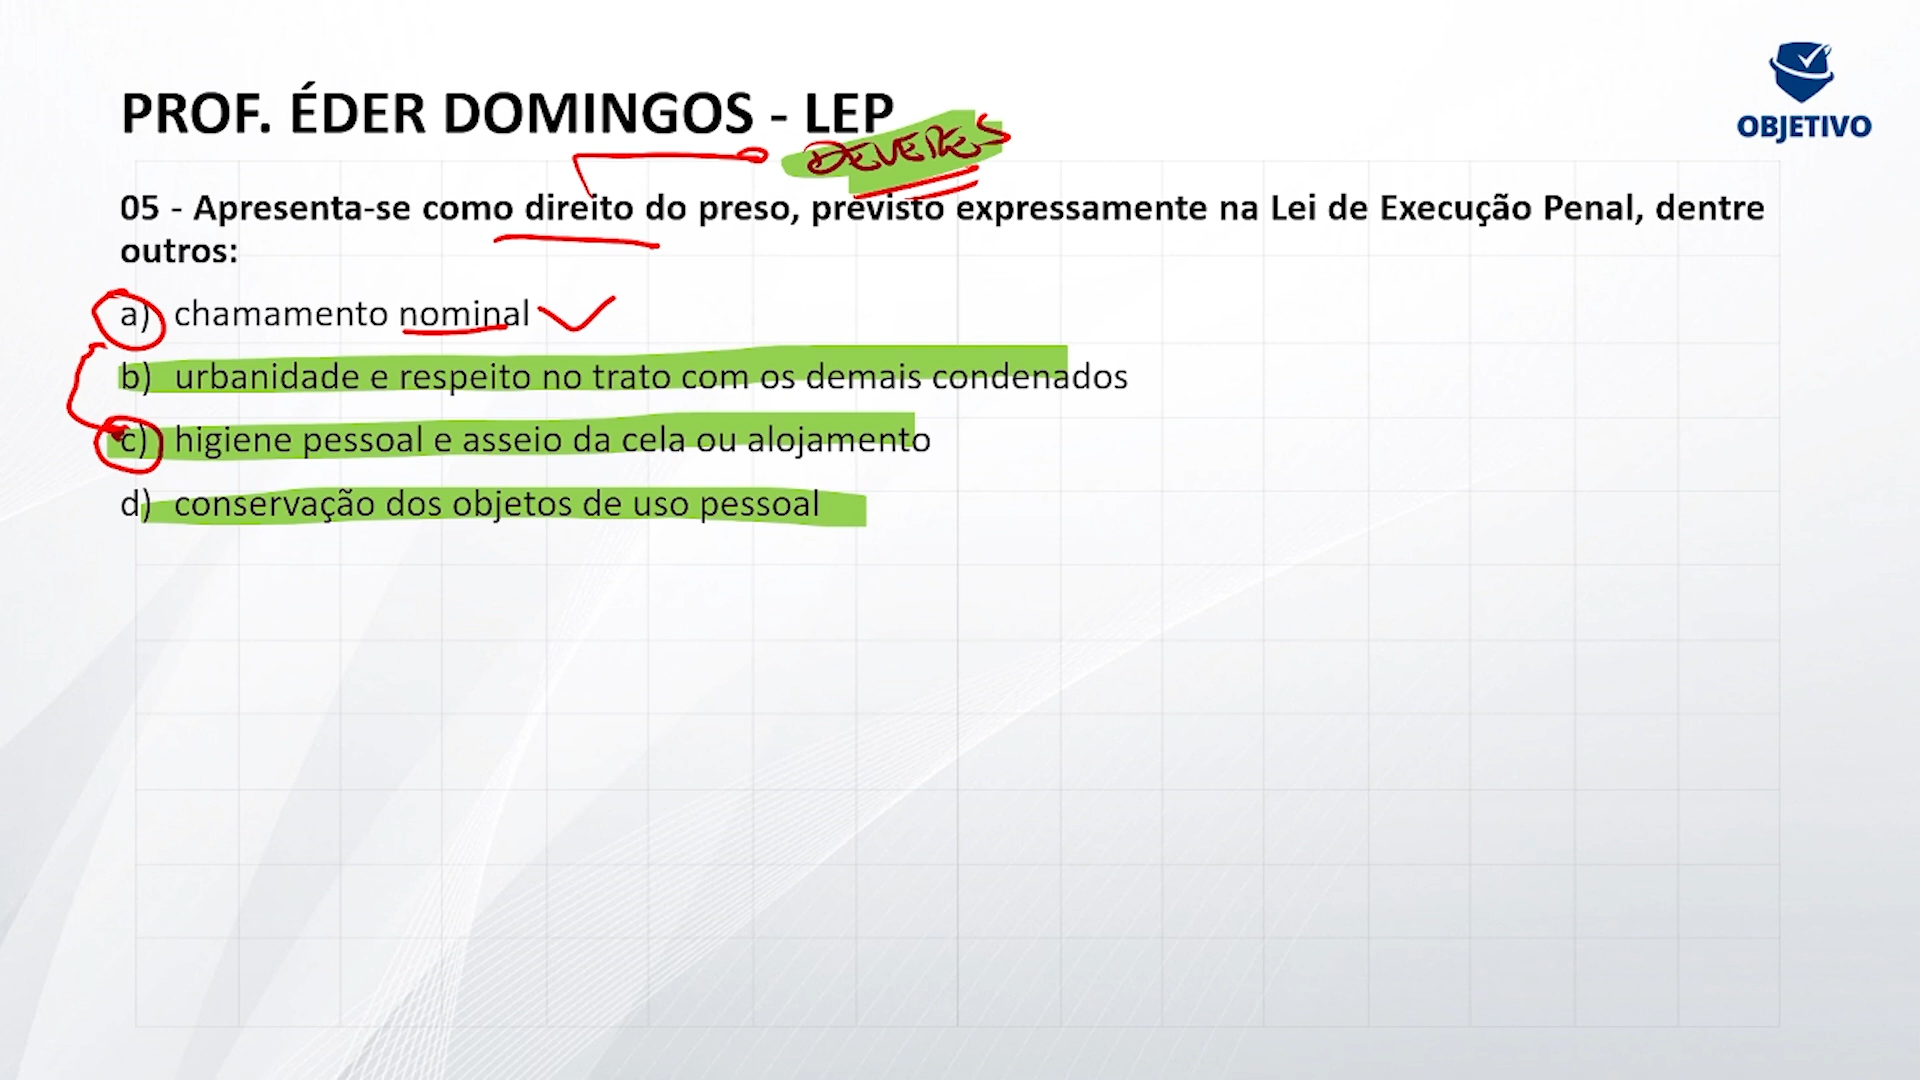 PROF. ÉDER DOMINGOS - LEP
OBJETIVO
DEVERES
05 - Apresenta-se como direito do preso, previsto expressamente na Lei de Execução Penal, dentre
outros:
a) chamamento nominal
b) urbanidade e respeito no trato com os demais condenados
c) higiene pessoal e asseio da cela ou alojamento
d) conservação dos objetos de uso pessoal